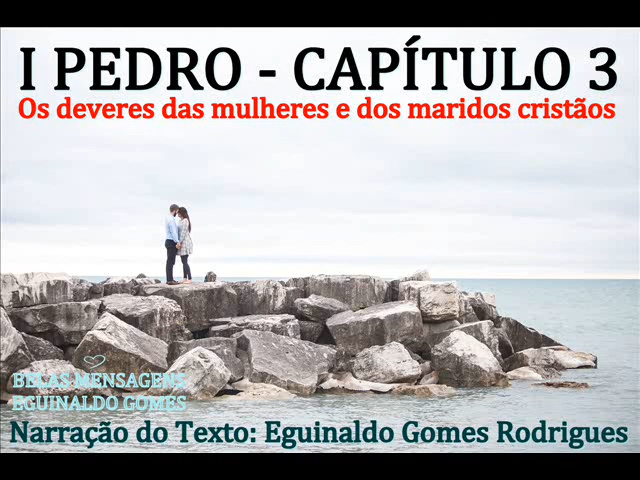 I PEDRO - CAPÍTULO 3
Os deveres das mulheres e dos maridos cristãos
BELAS MENSAGENS
EGUINALDO GOMES
Narração do Texto: Eguinaldo Gomes Rodrigues